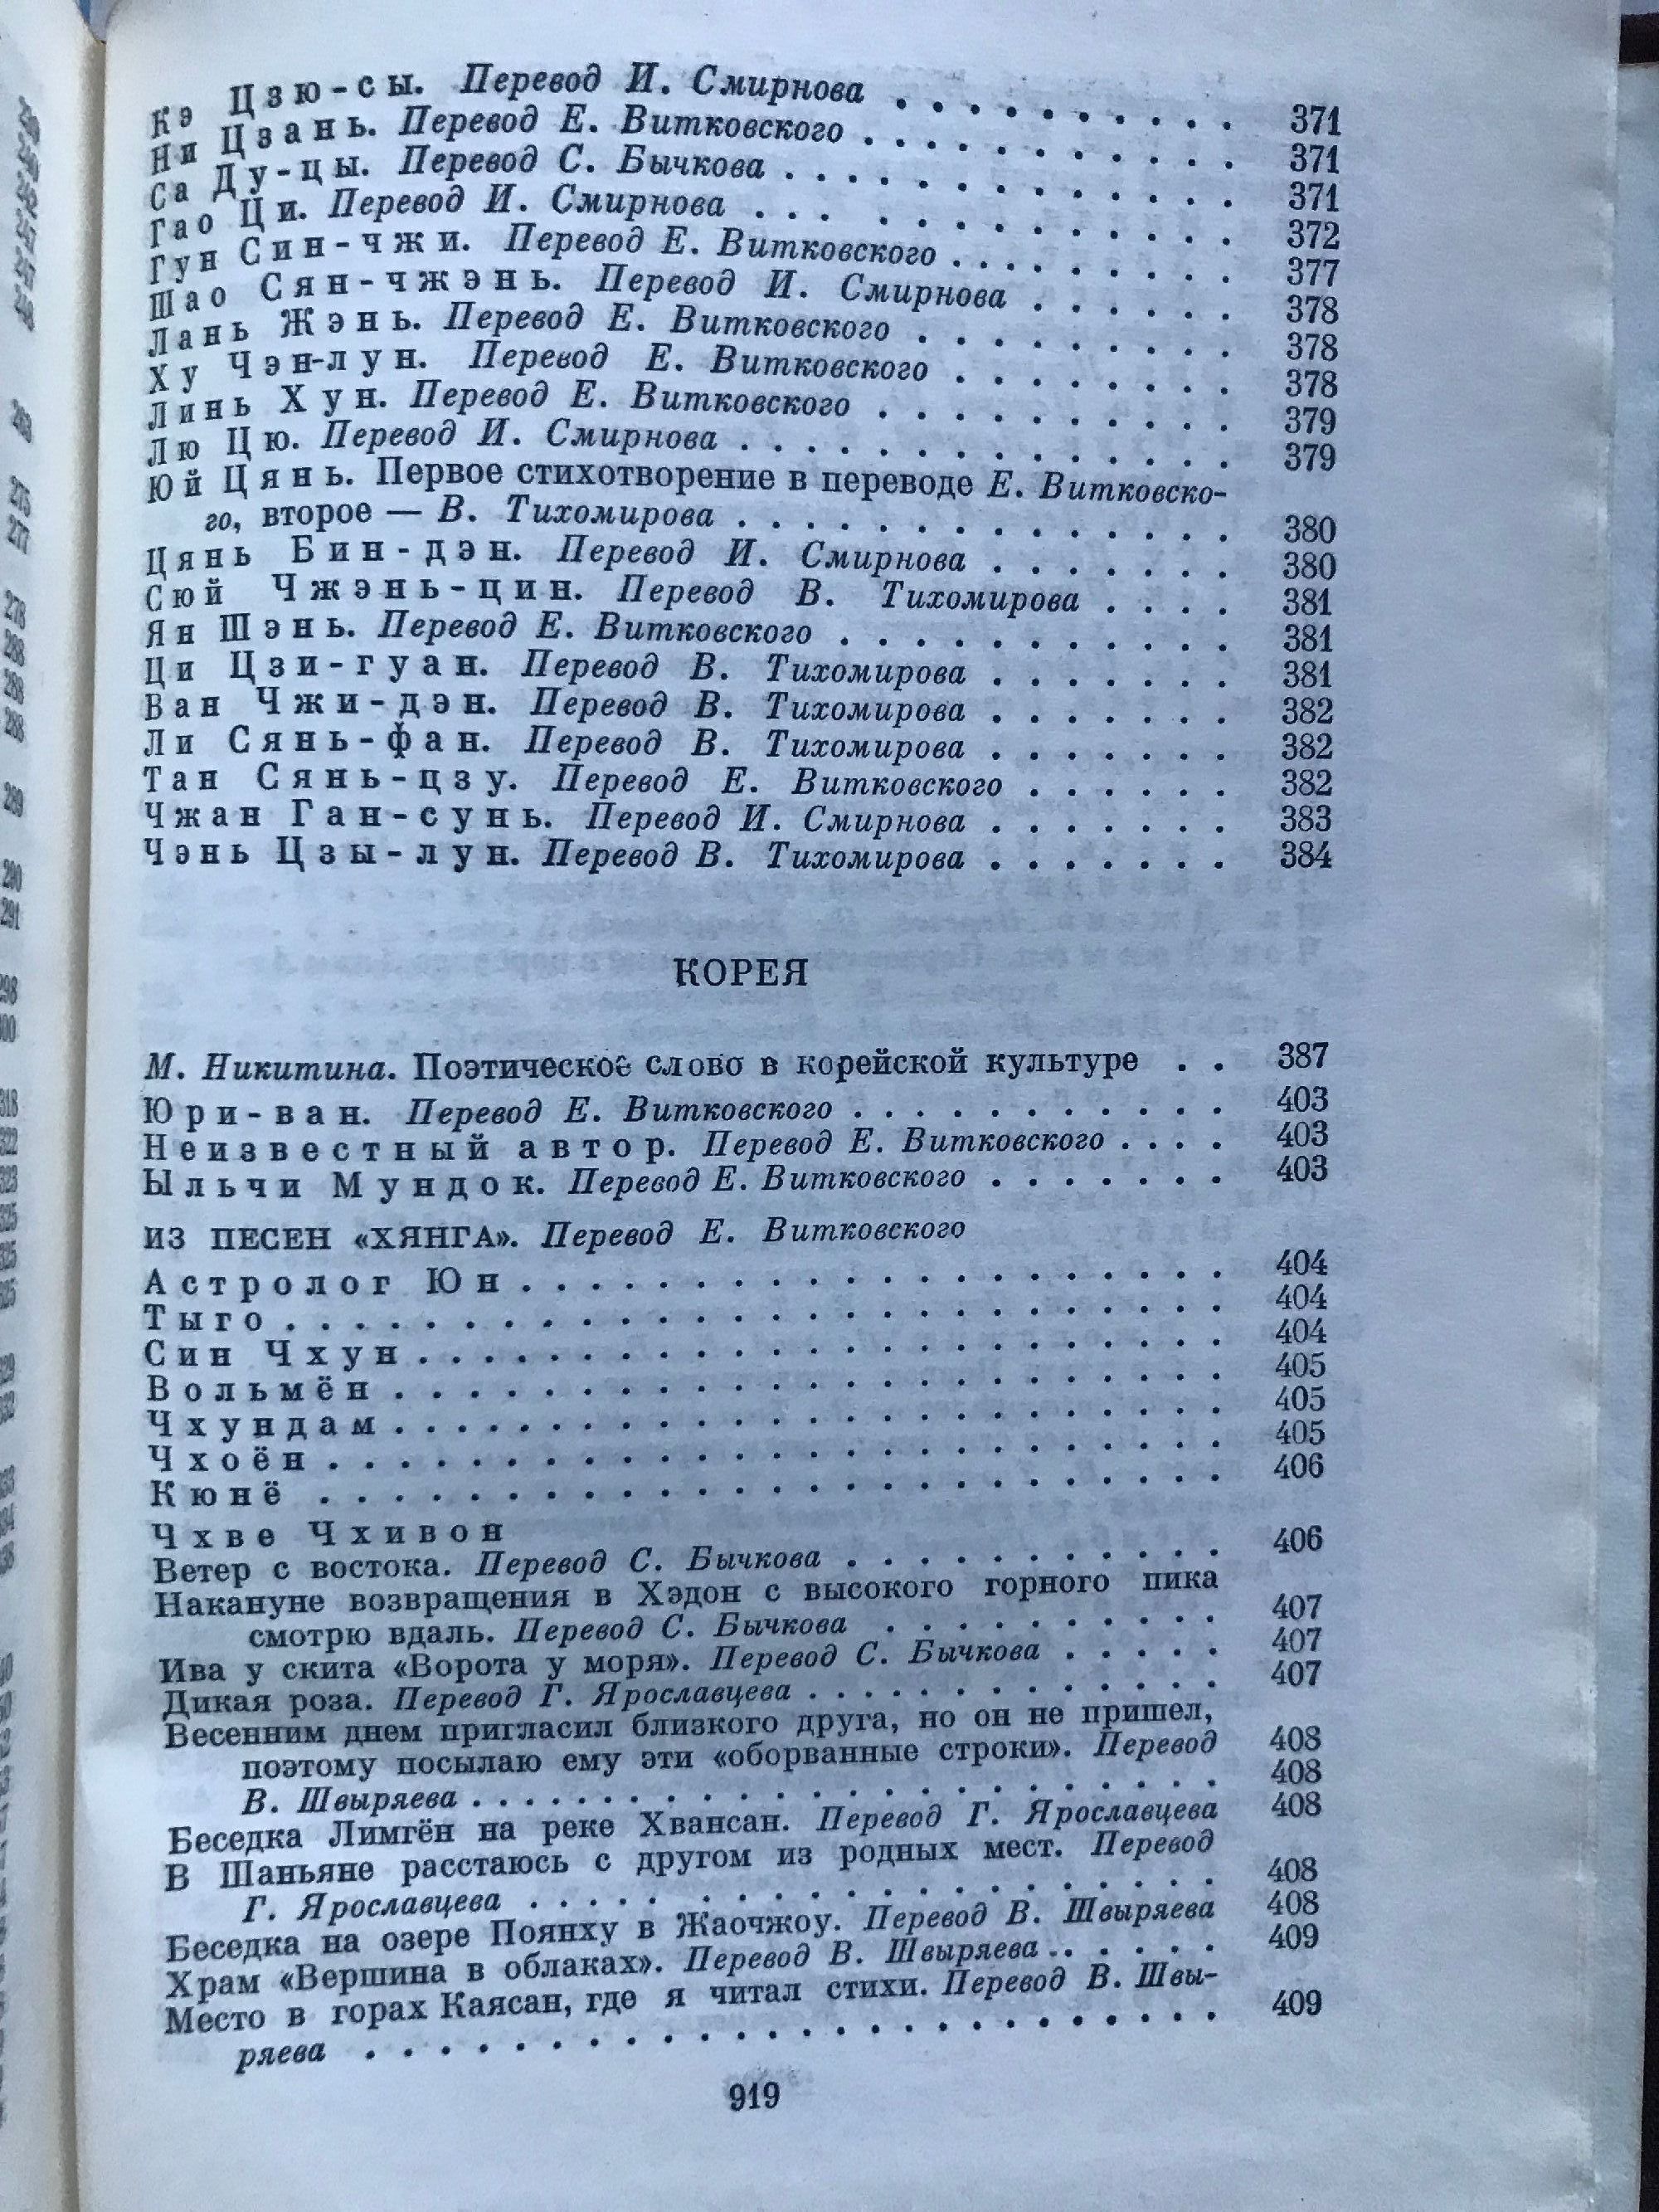 Кэ Цзю-сы. Перевод И. Смирнова . . . . . . . . . . 371
Ни Цзань. Перевод Е. Витковского . . . . . . . . . . 371
Са Ду-цы. Перевод С. Бычкова . . . . . . . . . . . . 371
Гао Ци. Перевод И. Смирнова . . . . . . . . . . . . 372
Гун Син-чжи. Перевод Е. Витковского . . . . . . . . 377
Шао Сян-чжэнь. Перевод И. Смирнова . . . . . . 378
Лань Жэнь. Перевод Е. Витковского . . . . . . . . . 378
Ху Чэн-лун. Перевод Е. Витковского . . . . . . . . 378
Линь Хун. Перевод Е. Витковского . . . . . . . . . . 379
Лю Цю. Перевод И. Смирнова . . . . . . . . . . . . . 379
Юй Цянь. Первое стихотворение в переводе Е. Витковско-
го, второе — В. Тихомирова . . . . . . . . . . . . . . 380
Цянь Бин-дэн. Перевод И. Смирнова . . . . . . . 380
Сюй Чжэнь-цин. Перевод В. Тихомирова . . . . 381
Ян Шэнь. Перевод Е. Витковского . . . . . . . . . . . 381
Ци Цзи-гуан. Перевод В. Тихомирова . . . . . . . 381
Ван Чжи-дэн. Перевод В. Тихомирова . . . . . . . 382
Ли Сянь-фан. Перевод В. Тихомирова . . . . . . . 382
Тан Сянь-цзу. Перевод Е. Витковского . . . . . . 382
Чжан Ган-сунь. Перевод И. Смирнова . . . . . . . 383
Чэнь Цзы-лун. Перевод В. Тихомирова . . . . . . . 384
КОРЕЯ
М. Никитина. Поэтическое слово в корейской культуре . . 387
Юри-ван. Перевод Е. Витковского . . . . . . . . . . . 403
Неизвестный автор. Перевод Е. Витковского . . . . 403
Ыльчи Мундок. Перевод Е. Витковского . . . . . . . 403
ИЗ ПЕСЕН «ХЯНГА». Перевод Е. Витковского
Астролог Юн . . . . . . . . . . . . . . . . . . . 404
Тыго . . . . . . . . . . . . . . . . . . . . . . . . . 404
Син Чхун . . . . . . . . . . . . . . . . . . . . . . 404
Вольмён . . . . . . . . . . . . . . . . . . . . . . . 405
Чхундам . . . . . . . . . . . . . . . . . . . . . . . 405
Чхоён . . . . . . . . . . . . . . . . . . . . . . . . 405
Кюнё . . . . . . . . . . . . . . . . . . . . . . . . 406
Чхве Чхивон
Ветер с востока. Перевод С. Бычкова . . . . . . . . . . . 406
Накануне возвращения в Хэдон с высокого горного пика
смотрю вдаль. Перевод С. Бычкова . . . . . . . . . . 407
Ива у скита «Ворота у моря». Перевод С. Бычкова . . . . . 407
Дикая роза. Перевод Г. Ярославцева . . . . . . . . . . . . . 407
Весенним днем пригласил близкого друга, но он не пришел,
поэтому посылаю ему эти «оборванные строки». Перевод
В. Швыряева . . . . . . . . . . . . . . . . . . . . . 408
Беседка Лимгён на реке Хвансан. Перевод Г. Ярославцева 408
В Шаньяне расстаюсь с другом из родных мест. Перевод
Г. Ярославцева . . . . . . . . . . . . . . . . . . . 408
Беседка на озере Поянху в Жаочжоу. Перевод В. Швыряева 408
Храм «Вершина в облаках». Перевод В. Швыряева . . . . . . 409
Место в горах Каясан, где я читал стихи. Перевод В. Швы-
ряева . . . . . . . . . . . . . . . . . . . . . . . . 409
919